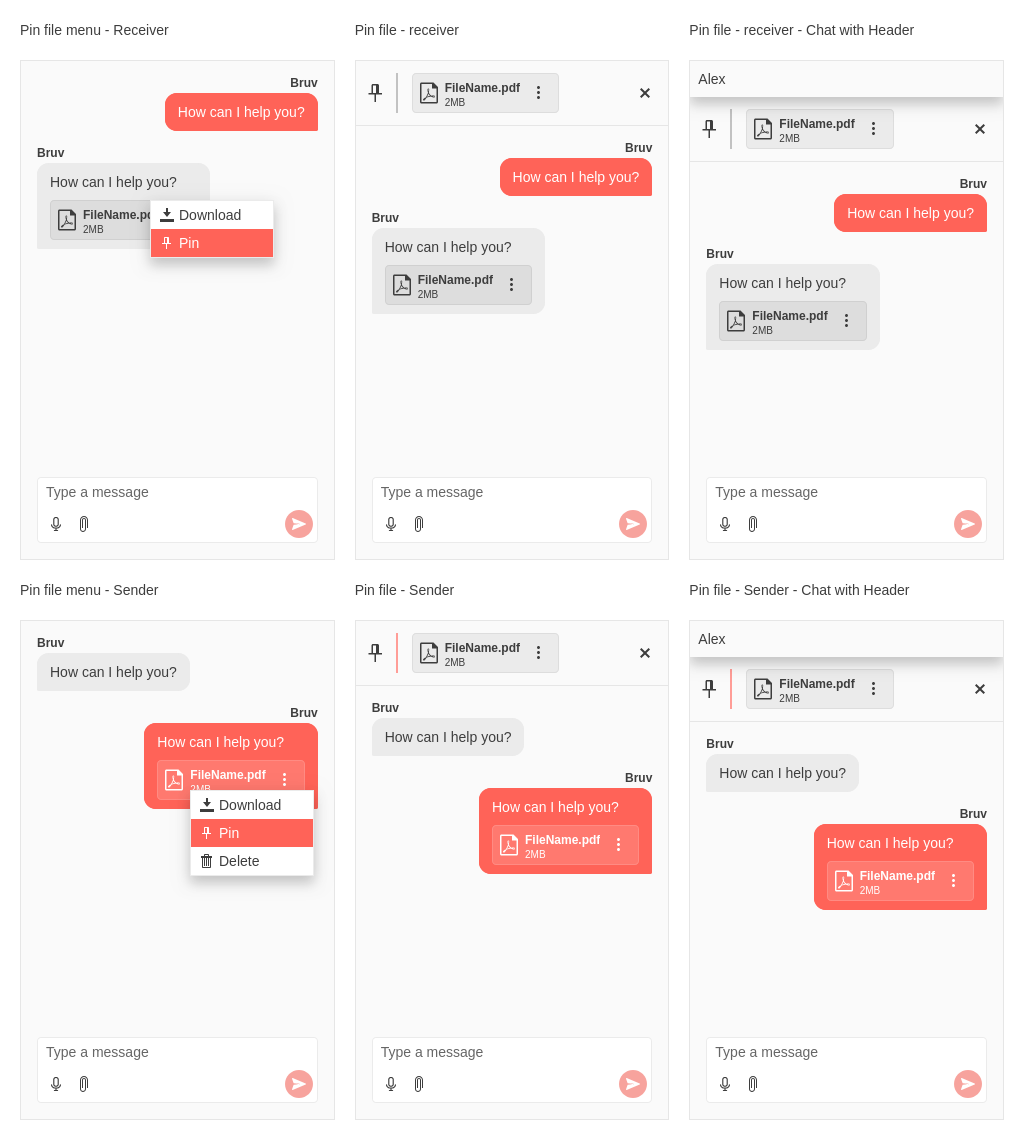 Pin file menu - Receiver
Bruv
How can I help you?
Bruv
How can I help you?
FileName.pd
2MB
Download
Pin
Type a message
Pin file - receiver
FileName.pdf
2MB
Bruv
How can I help you?
Bruv
How can I help you?
FileName.pdf
2MB
Type a message
Pin file - receiver - Chat with Header
Alex
FileName.pdf
2MB
Bruv
How can I help you?
Bruv
How can I help you?
FileName.pdf
2MB
Type a message
Pin file menu - Sender
Bruv
How can I help you?
Bruv
How can I help you?
FileName.pdf
2MB
Download
Pin
Delete
Type a message
Pin file - Sender
FileName.pdf
2MB
Bruv
How can I help you?
Bruv
How can I help you?
FileName.pdf
2MB
Type a message
Pin file - Sender - Chat with Header
Alex
FileName.pdf
2MB
Bruv
How can I help you?
Bruv
How can I help you?
FileName.pdf
2MB
Type a message